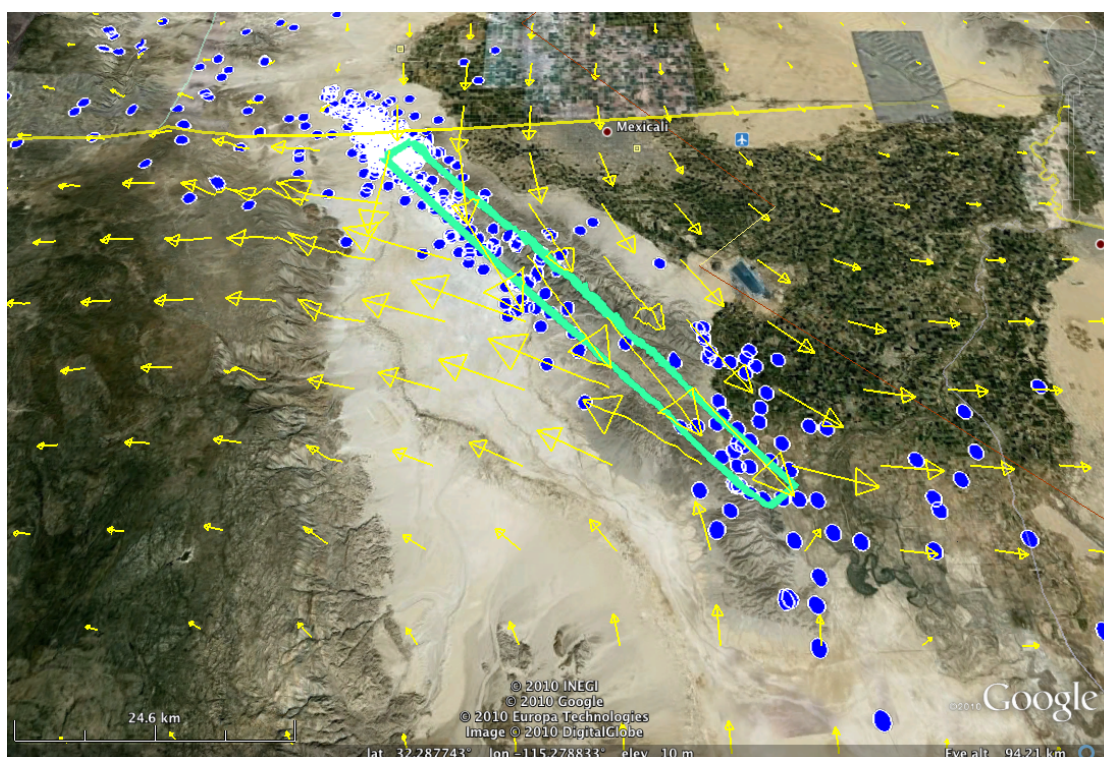 Mexicali
© 2010 INEGI
© 2010 Google
© 2010 Europa Technologies
Image © 2010 DigitalGlobe
©2010 Google
24.6 km
lat 32.287743° lon -115.278833° elev 10 m Eye alt 94.21 km